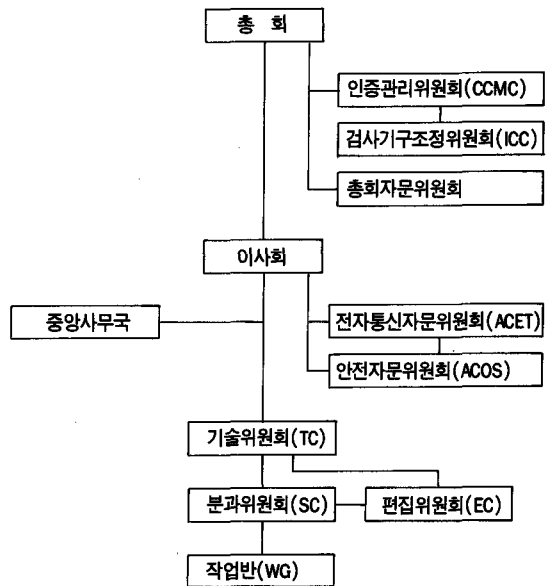 총 회
인증관리위원회(CCMC)
검사기구조정위원회(ICC)
총회자문위원회
이사회
중앙사무국
전자통신자문위원회(ACET)
안전자문위원회(ACOS)
기술위원회(TC)
분과위원회(SC)
편집위원회(EC)
작업반(WG)